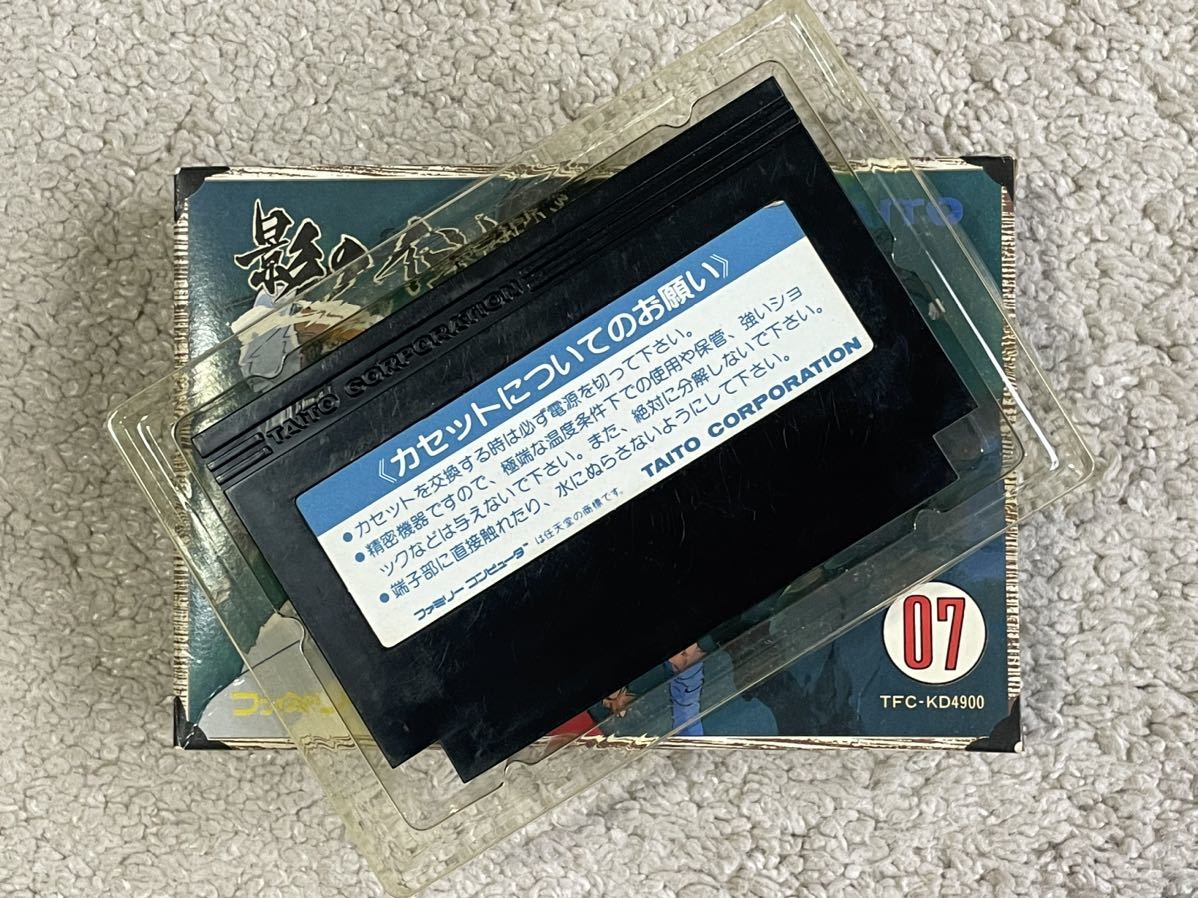 影の
TAITO CORPORATION
《カセットについてのお願い》
●カセットを交換する時は必ず電源を切って下さい。
●精密機器ですので、極端な温度条件下での使用や保管、強いショ
ックなどは与えないで下さい。また、絶対に分解しないで下さい。
●端子部に直接触れたり、水にぬらさないようにして下さい。
TAITO CORPORATION
ファミリーコンピュータ™ は任天堂の商標です。
07
TFC-KD4900